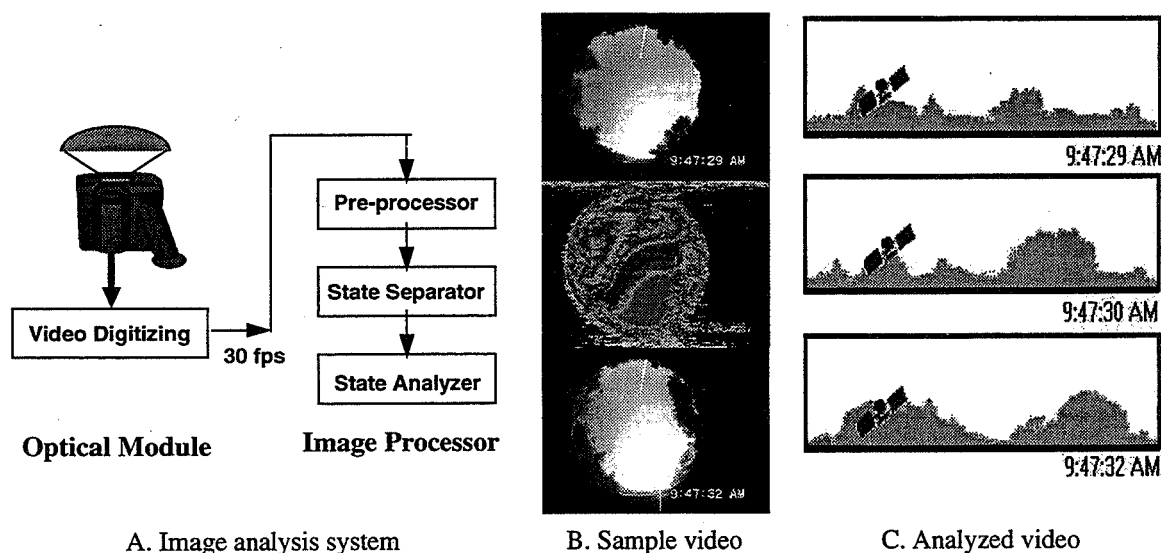 Pre-processor
State Separator
State Analyzer
Video Digitizing
30 fps
Optical Module
Image Processor
A. Image analysis system
9:47:29 AM
9:47:32 AM
B. Sample video
9:47:29 AM
9:47:30 AM
9:47:32 AM
C. Analyzed video